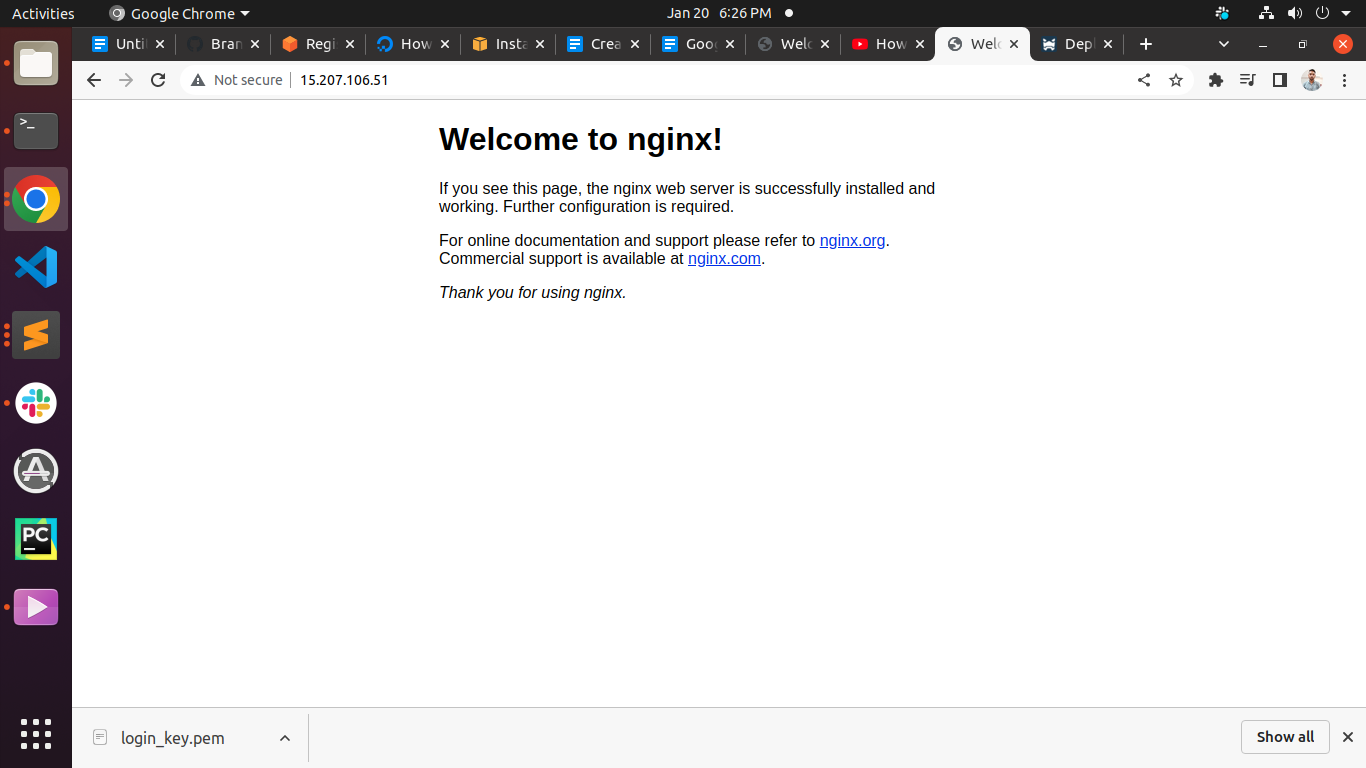 Activities
Google Chrome
Jan 20 6:26 PM
Unti
Bran
Regi
How
Insta
Crea
Goog
Welc
How
Welc
Depl
Not secure
15.207.106.51
Welcome to nginx!
If you see this page, the nginx web server is successfully installed and
working. Further configuration is required.
For online documentation and support please refer to nginx.org.
Commercial support is available at nginx.com.
Thank you for using nginx.
>_
PC
login_key.pem
Show all